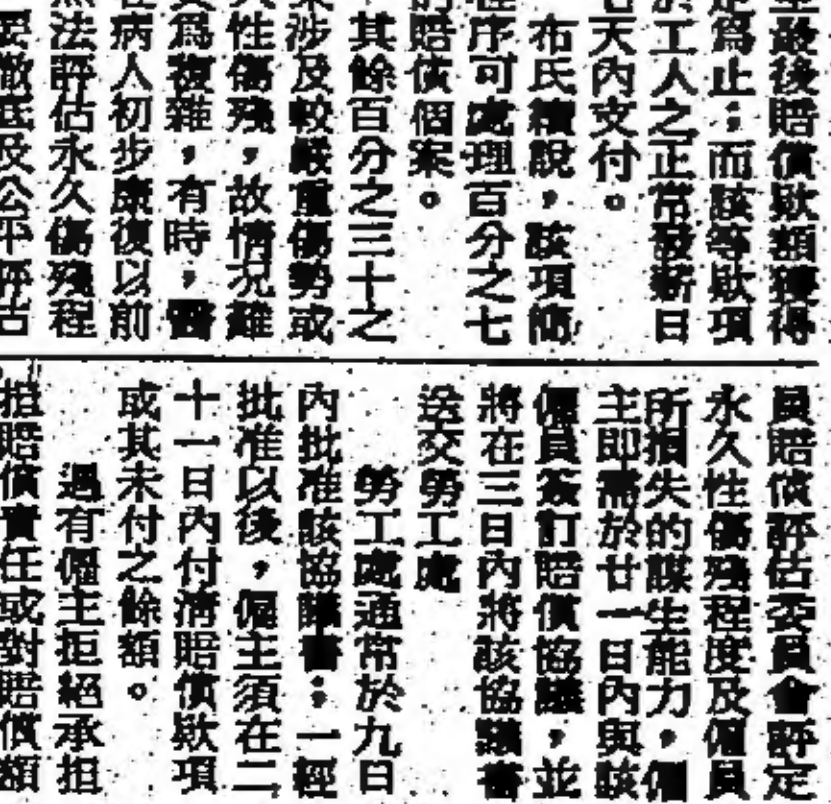 至最後賠償欵額獲得
定爲止；而該等欵項
於工人之正常發薪日
天內支付。
布氏續說，該項簡
程序可處理百分之七
的賠償個案。
其餘百分之三十之
涉及較嚴重傷勢或
久性傷殘，故情况雖
爲複雜，有時，醫
病人初步康復以前
法評估永久傷殘程
要徹底及公平評估
員賠償評估委員會評定
永久性傷殘程度及僱員
所損失的謀生能力，僱
主即需於廿一日內與該
僱員簽訂賠償協議，並
將在三日內將該協議書
送交勞工處
勞工處通常於九日
內批准該協議書；一經
批准以後，僱主須在二
十一日內付清賠償欵項
或其未付之餘額。
遇有僱主拒絕承担
担賠償責任或對賠償額